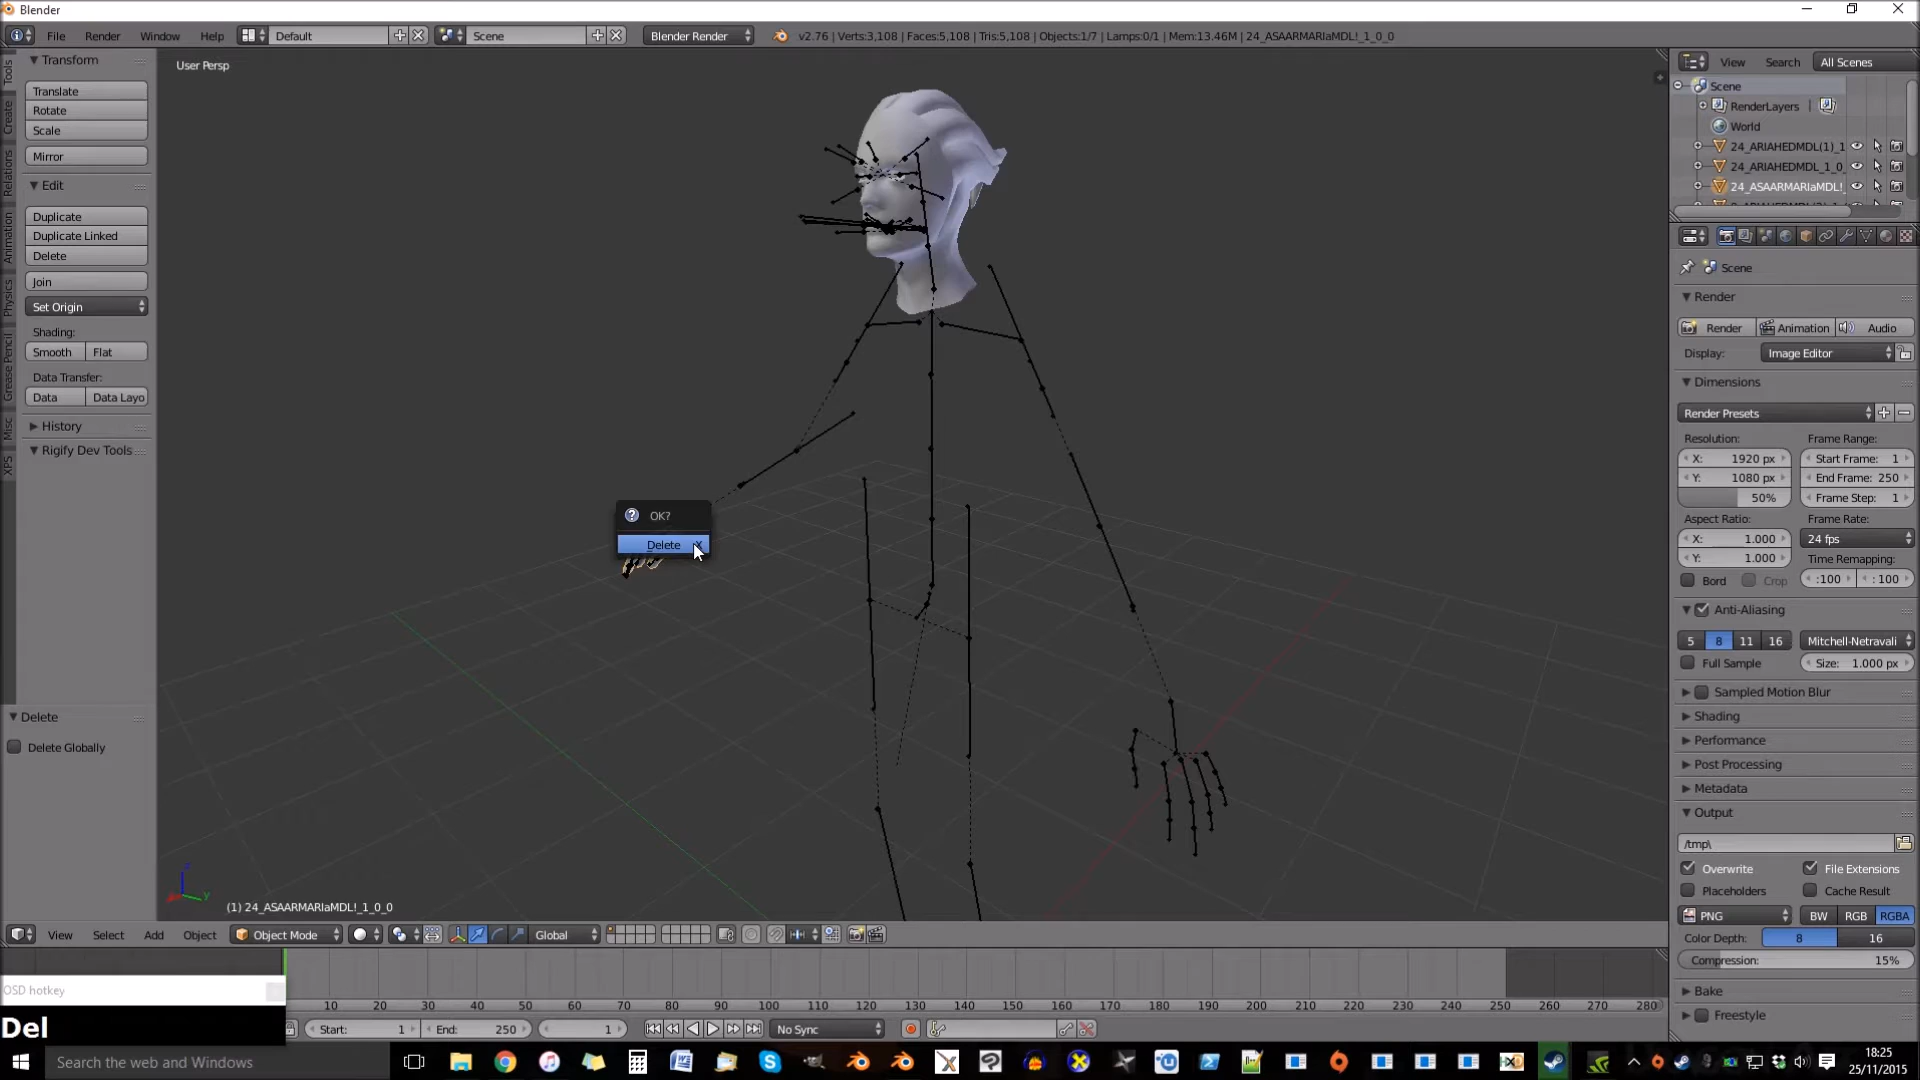 Blender
File Render Window Help Default Scene Blender Render v2.76 | Verts:3,108 | Faces:5,108 | Tris:5,108 | Objects:1/7 | Lamps:0/1 | Mem:13.46M | 24_ASAARMARIaMDL!_1_0_0
Tools
Create
Relations
Animation
Physics
Grease Pencil
Misc
XPS
Transform
Translate
Rotate
Scale
Mirror
Edit
Duplicate
Duplicate Linked
Delete
Join
Set Origin
Shading:
Smooth Flat
Data Transfer:
Data Data Layo
History
Rigify Dev Tools
Delete
Delete Globally
User Persp
OK?
Delete X
(1) 24_ASAARMARIaMDL!_1_0_0
View Select Add Object Object Mode Global
View Search All Scenes
Scene
RenderLayers
World
24_ARIAHEDMDL(1)_1
24_ARIAHEDMDL_1_0_
24_ASAARMARIaMDL!_
Scene
Render
Render Animation Audio
Display: Image Editor
Dimensions
Render Presets
Resolution: Frame Range:
X: 1920 px Start Frame: 1
Y: 1080 px End Frame: 250
50% Frame Step: 1
Aspect Ratio: Frame Rate:
X: 1.000 24 fps
Y: 1.000 Time Remapping:
Bord Crop :100 : 100
Anti-Aliasing
5 8 11 16 Mitchell-Netravali
Full Sample Size: 1.000 px
Sampled Motion Blur
Shading
Performance
Post Processing
Metadata
Output
/tmp\
Overwrite File Extensions
Placeholders Cache Result
PNG BW RGB RGBA
Color Depth: 8 16
Compression: 15%
Bake
Freestyle
OSD hotkey
Del
10 20 30 40 50 60 70 80 90 100 110 120 130 140 150 160 170 180 190 200 210 220 230 240 250 260 270 280
Start: 1 End: 250 1 No Sync
Search the web and Windows
18:25
25/11/2015